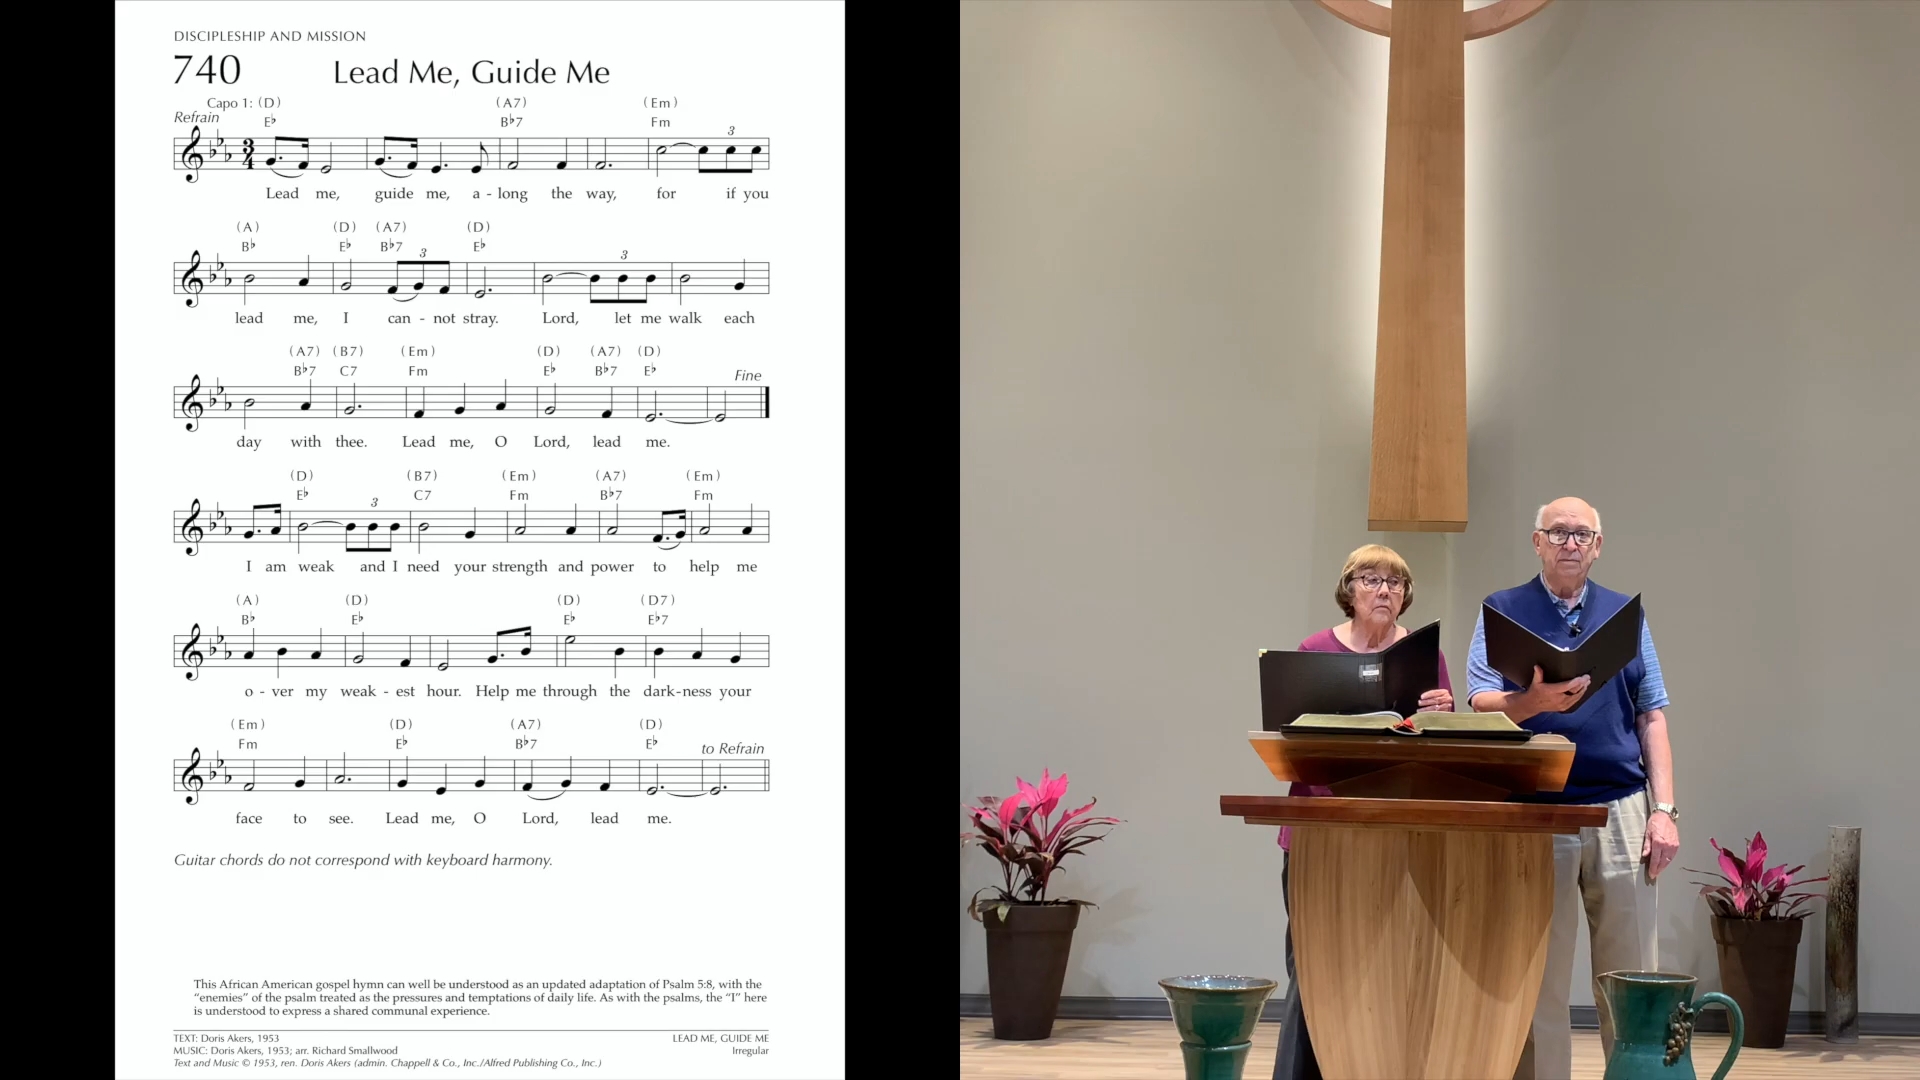 DISCIPLESHIP AND MISSION
740 Lead Me, Guide Me
Capo 1: (D) (A7) (Em)
Refrain E♭ B♭7 Fm
3
3
4
Lead me, guide me, a - long the way, for if you
(A) (D) (A7) (D)
B♭ E♭ B♭7 E♭
3 3
lead me, I can - not stray. Lord, let me walk each
(A7) (B7) (Em) (D) (A7) (D)
B♭7 C7 Fm E♭ B♭7 E♭ Fine
day with thee. Lead me, O Lord, lead me.
(D) (B7) (Em) (A7) (Em)
E♭ C7 Fm B♭7 Fm
3
I am weak and I need your strength and power to help me
(A) (D) (D) (D7)
B♭ E♭ E♭ E♭7
o - ver my weak - est hour. Help me through the dark-ness your
(Em) (D) (A7) (D)
Fm E♭ B♭7 E♭ to Refrain
face to see. Lead me, O Lord, lead me.
Guitar chords do not correspond with keyboard harmony.
This African American gospel hymn can well be understood as an updated adaptation of Psalm 5:8, with the
“enemies” of the psalm treated as the pressures and temptations of daily life. As with the psalms, the “I” here
is understood to express a shared communal experience.
TEXT: Doris Akers, 1953 LEAD ME, GUIDE ME
MUSIC: Doris Akers, 1953; arr. Richard Smallwood Irregular
Text and Music © 1953, ren. Doris Akers (admin. Chappell & Co., Inc./Alfred Publishing Co., Inc.)